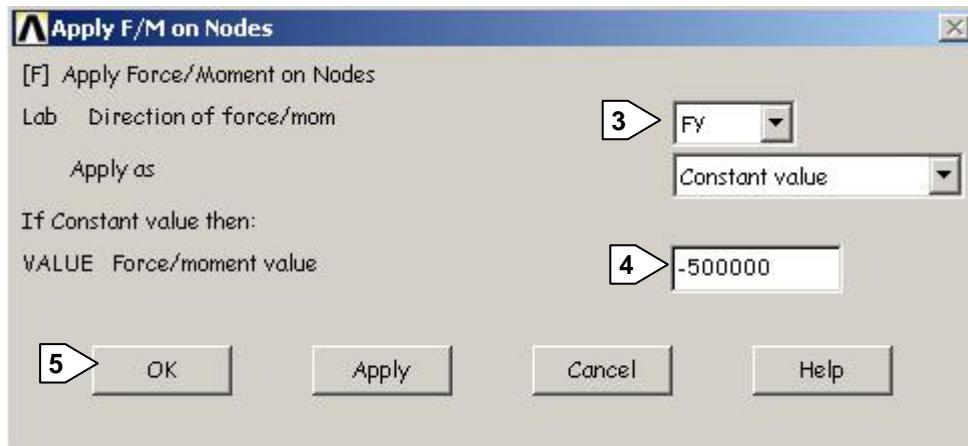 Apply F/M on Nodes
[F] Apply Force/Moment on Nodes
Lab Direction of force/mom
3
FY
Apply as
Constant value
If Constant value then:
VALUE Force/moment value
4
-500000
5
OK
Apply
Cancel
Help